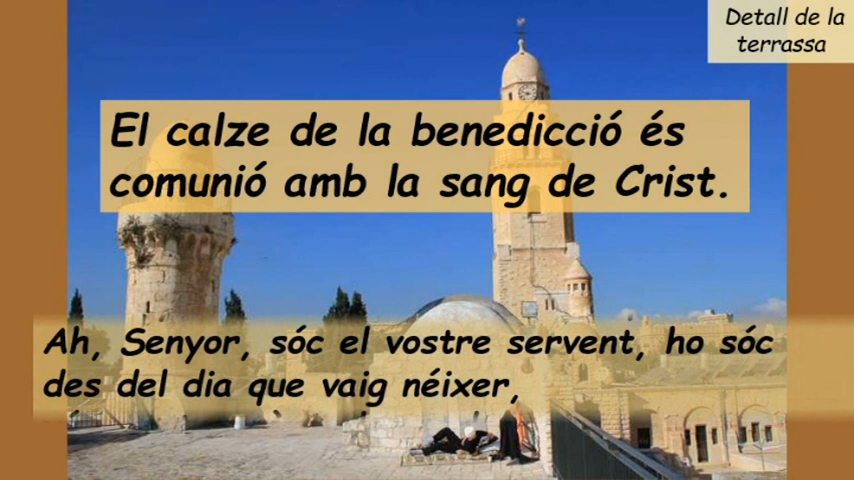 Detall de la
terrassa
El calze de la benedicció és
comunió amb la sang de Crist.
Ah, Senyor, sóc el vostre servent, ho sóc
des del dia que vaig néixer,